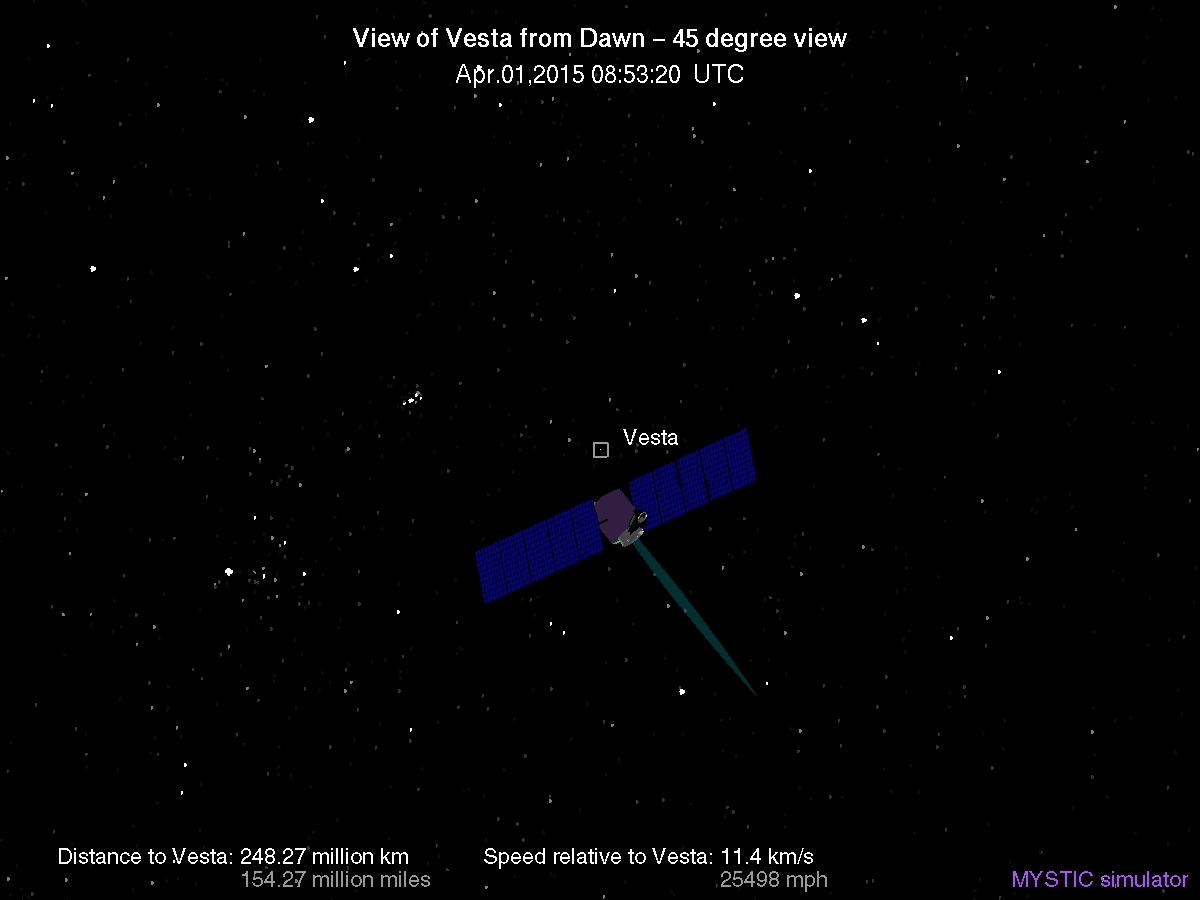 View of Vesta from Dawn – 45 degree view
Apr.01,2015 08:53:20 UTC
Vesta
Distance to Vesta: 248.27 million km
154.27 million miles
Speed relative to Vesta: 11.4 km/s
25498 mph
MYSTIC simulator